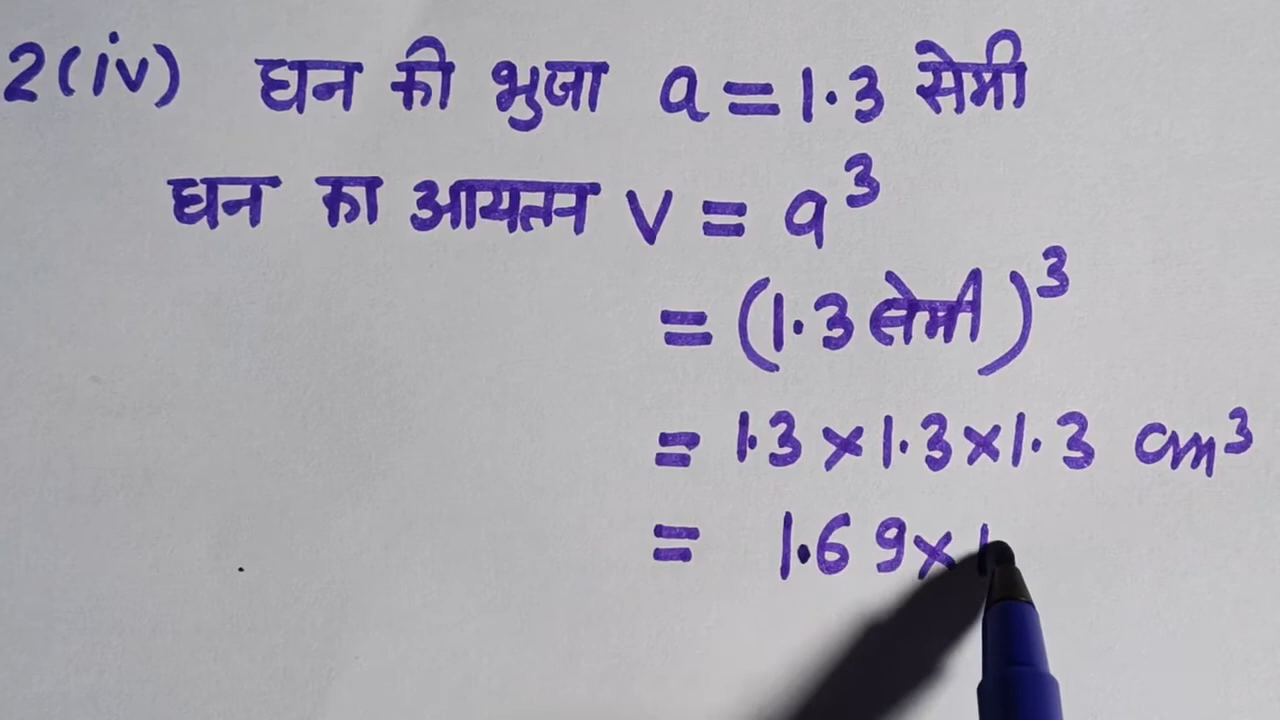 2(iv) घन की भुजा a = 1.3 सेमी
घन का आयतन V = a³
= (1.3 सेमी)³
= 1.3 × 1.3 × 1.3 cm³
= 1.69 × 1